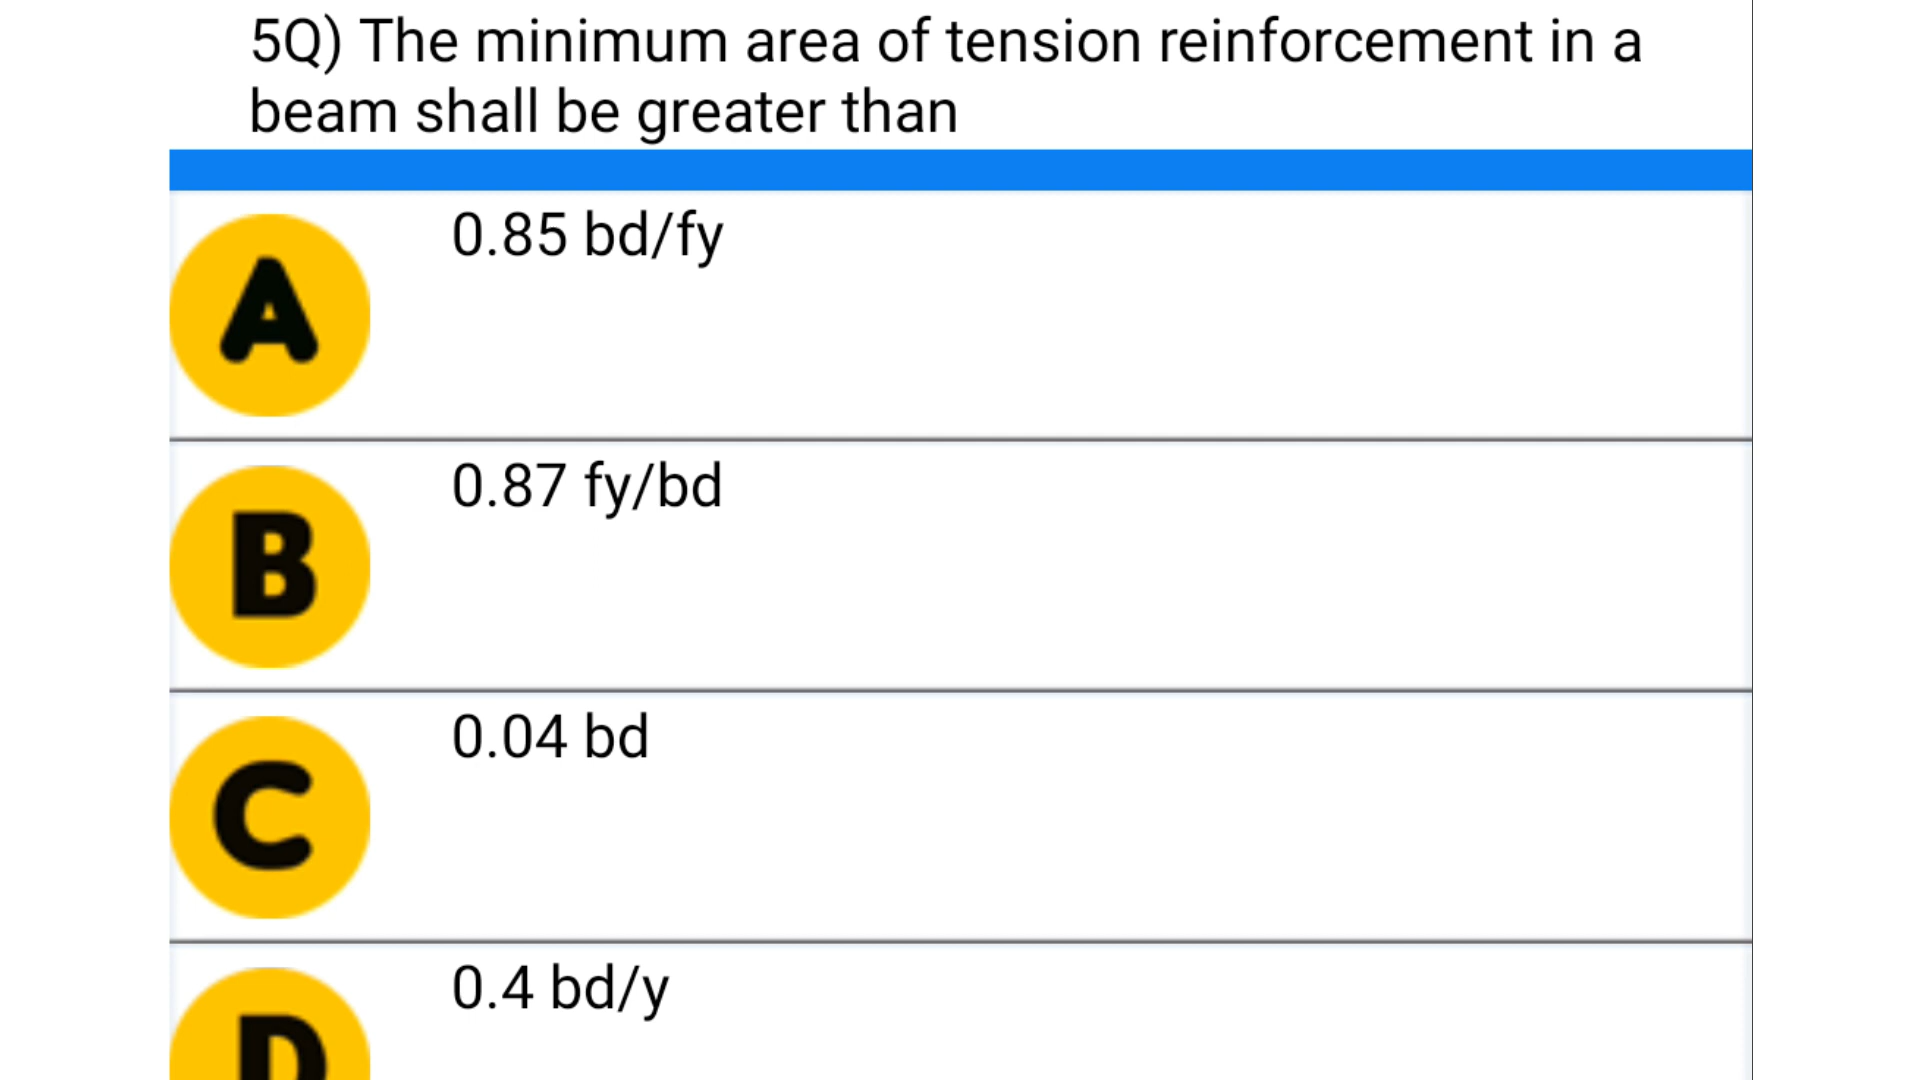 5Q) The minimum area of tension reinforcement in a
beam shall be greater than
A
0.85 bd/fy
B
0.87 fy/bd
C
0.04 bd
D
0.4 bd/y